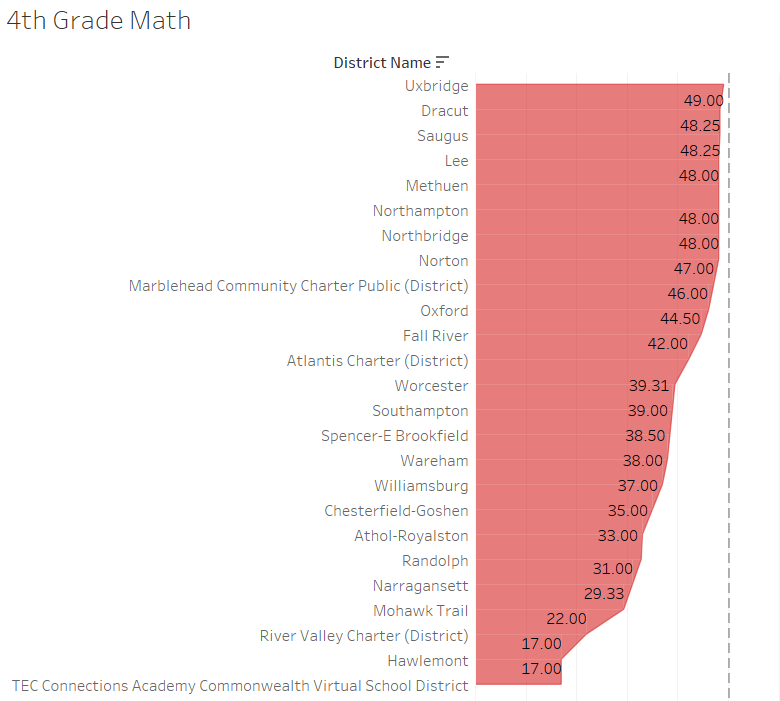 4th Grade Math
District Name
Uxbridge
49.00
Dracut
48.25
Saugus
48.25
Lee
48.00
Methuen
Northampton
48.00
Northbridge
48.00
Norton
47.00
Marblehead Community Charter Public (District)
46.00
Oxford
44.50
Fall River
42.00
Atlantis Charter (District)
Worcester 39.31
Southampton 39.00
Spencer-E Brookfield 38.50
Wareham 38.00
Williamsburg 37.00
Chesterfield-Goshen 35.00
Athol-Royalston 33.00
Randolph
31.00
Narragansett
29.33
Mohawk Trail
22.00
River Valley Charter (District)
17.00
Hawlemont
17.00
TEC Connections Academy Commonwealth Virtual School District